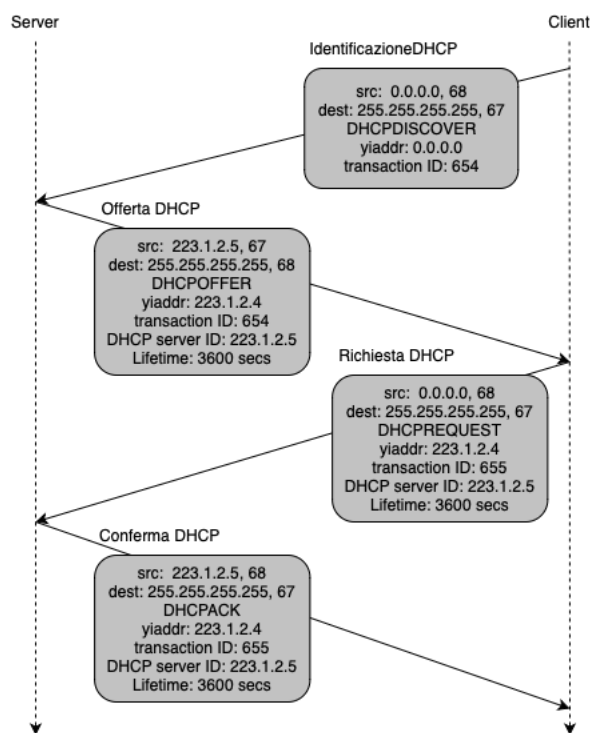 Server
Client
IdentificazioneDHCP
src: 0.0.0.0, 68
dest: 255.255.255.255, 67
DHCPDISCOVER
yiaddr: 0.0.0.0
transaction ID: 654
Offerta DHCP
src: 223.1.2.5, 67
dest: 255.255.255.255, 68
DHCPOFFER
yiaddr: 223.1.2.4
transaction ID: 654
DHCP server ID: 223.1.2.5
Lifetime: 3600 secs
Richiesta DHCP
src: 0.0.0.0, 68
dest: 255.255.255.255, 67
DHCPREQUEST
yiaddr: 223.1.2.4
transaction ID: 655
DHCP server ID: 223.1.2.5
Lifetime: 3600 secs
Conferma DHCP
src: 223.1.2.5, 68
dest: 255.255.255.255, 67
DHCPACK
yiaddr: 223.1.2.4
transaction ID: 655
DHCP server ID: 223.1.2.5
Lifetime: 3600 secs